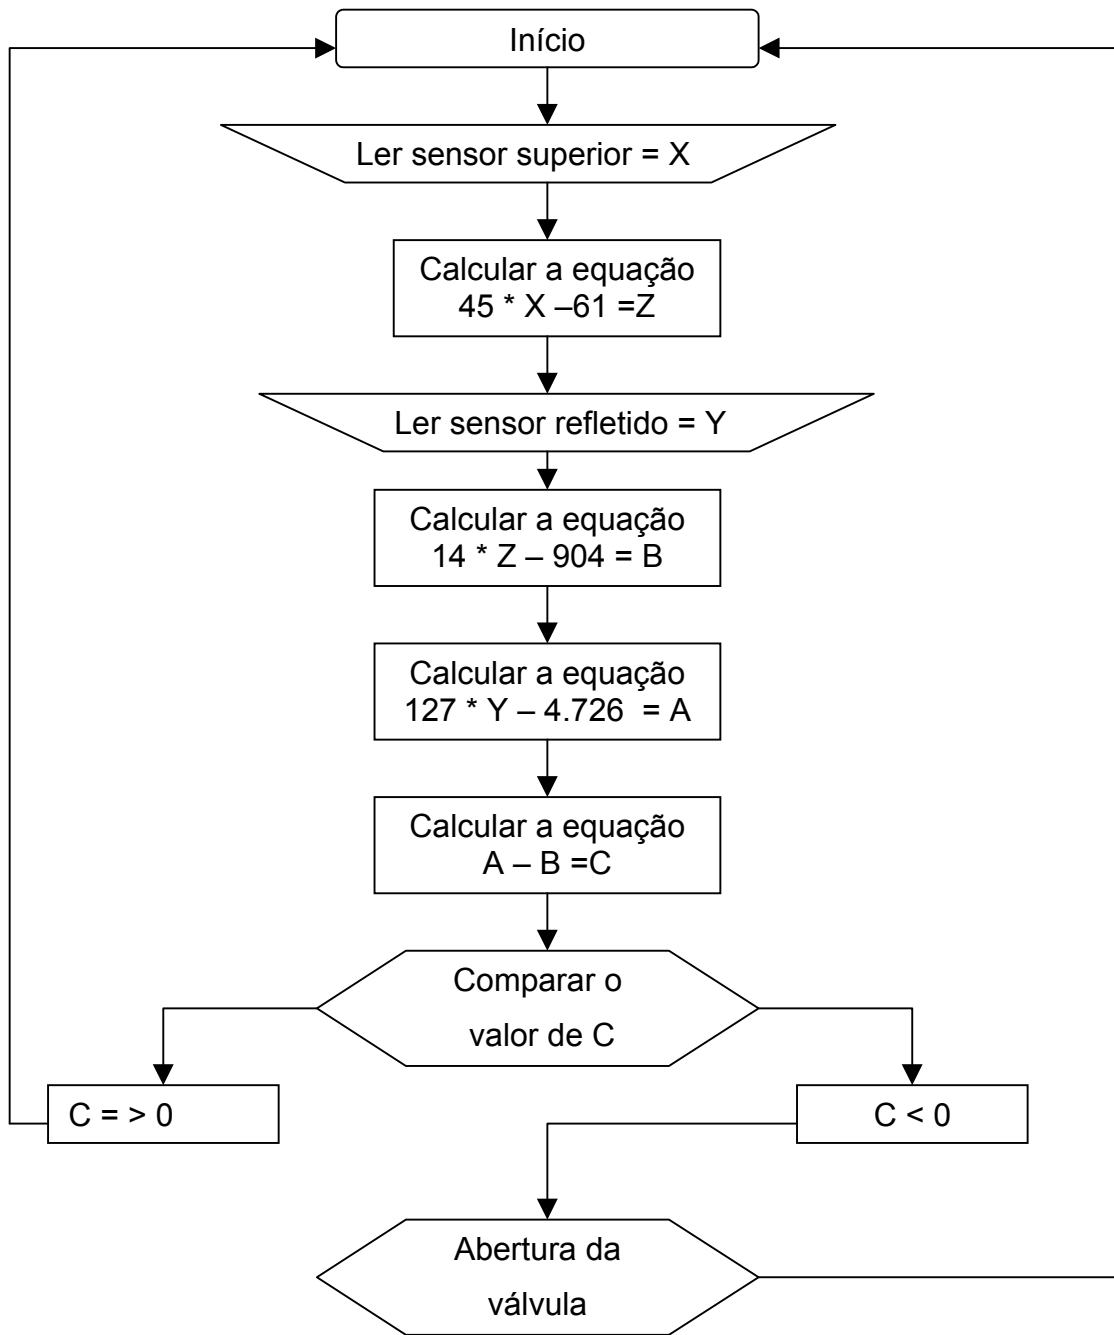 Início
Ler sensor superior = X
Calcular a equação
45 * X –61 =Z
Ler sensor refletido = Y
Calcular a equação
14 * Z – 904 = B
Calcular a equação
127 * Y – 4.726 = A
Calcular a equação
A – B =C
Comparar o
valor de C
C = > 0
C < 0
Abertura da
válvula